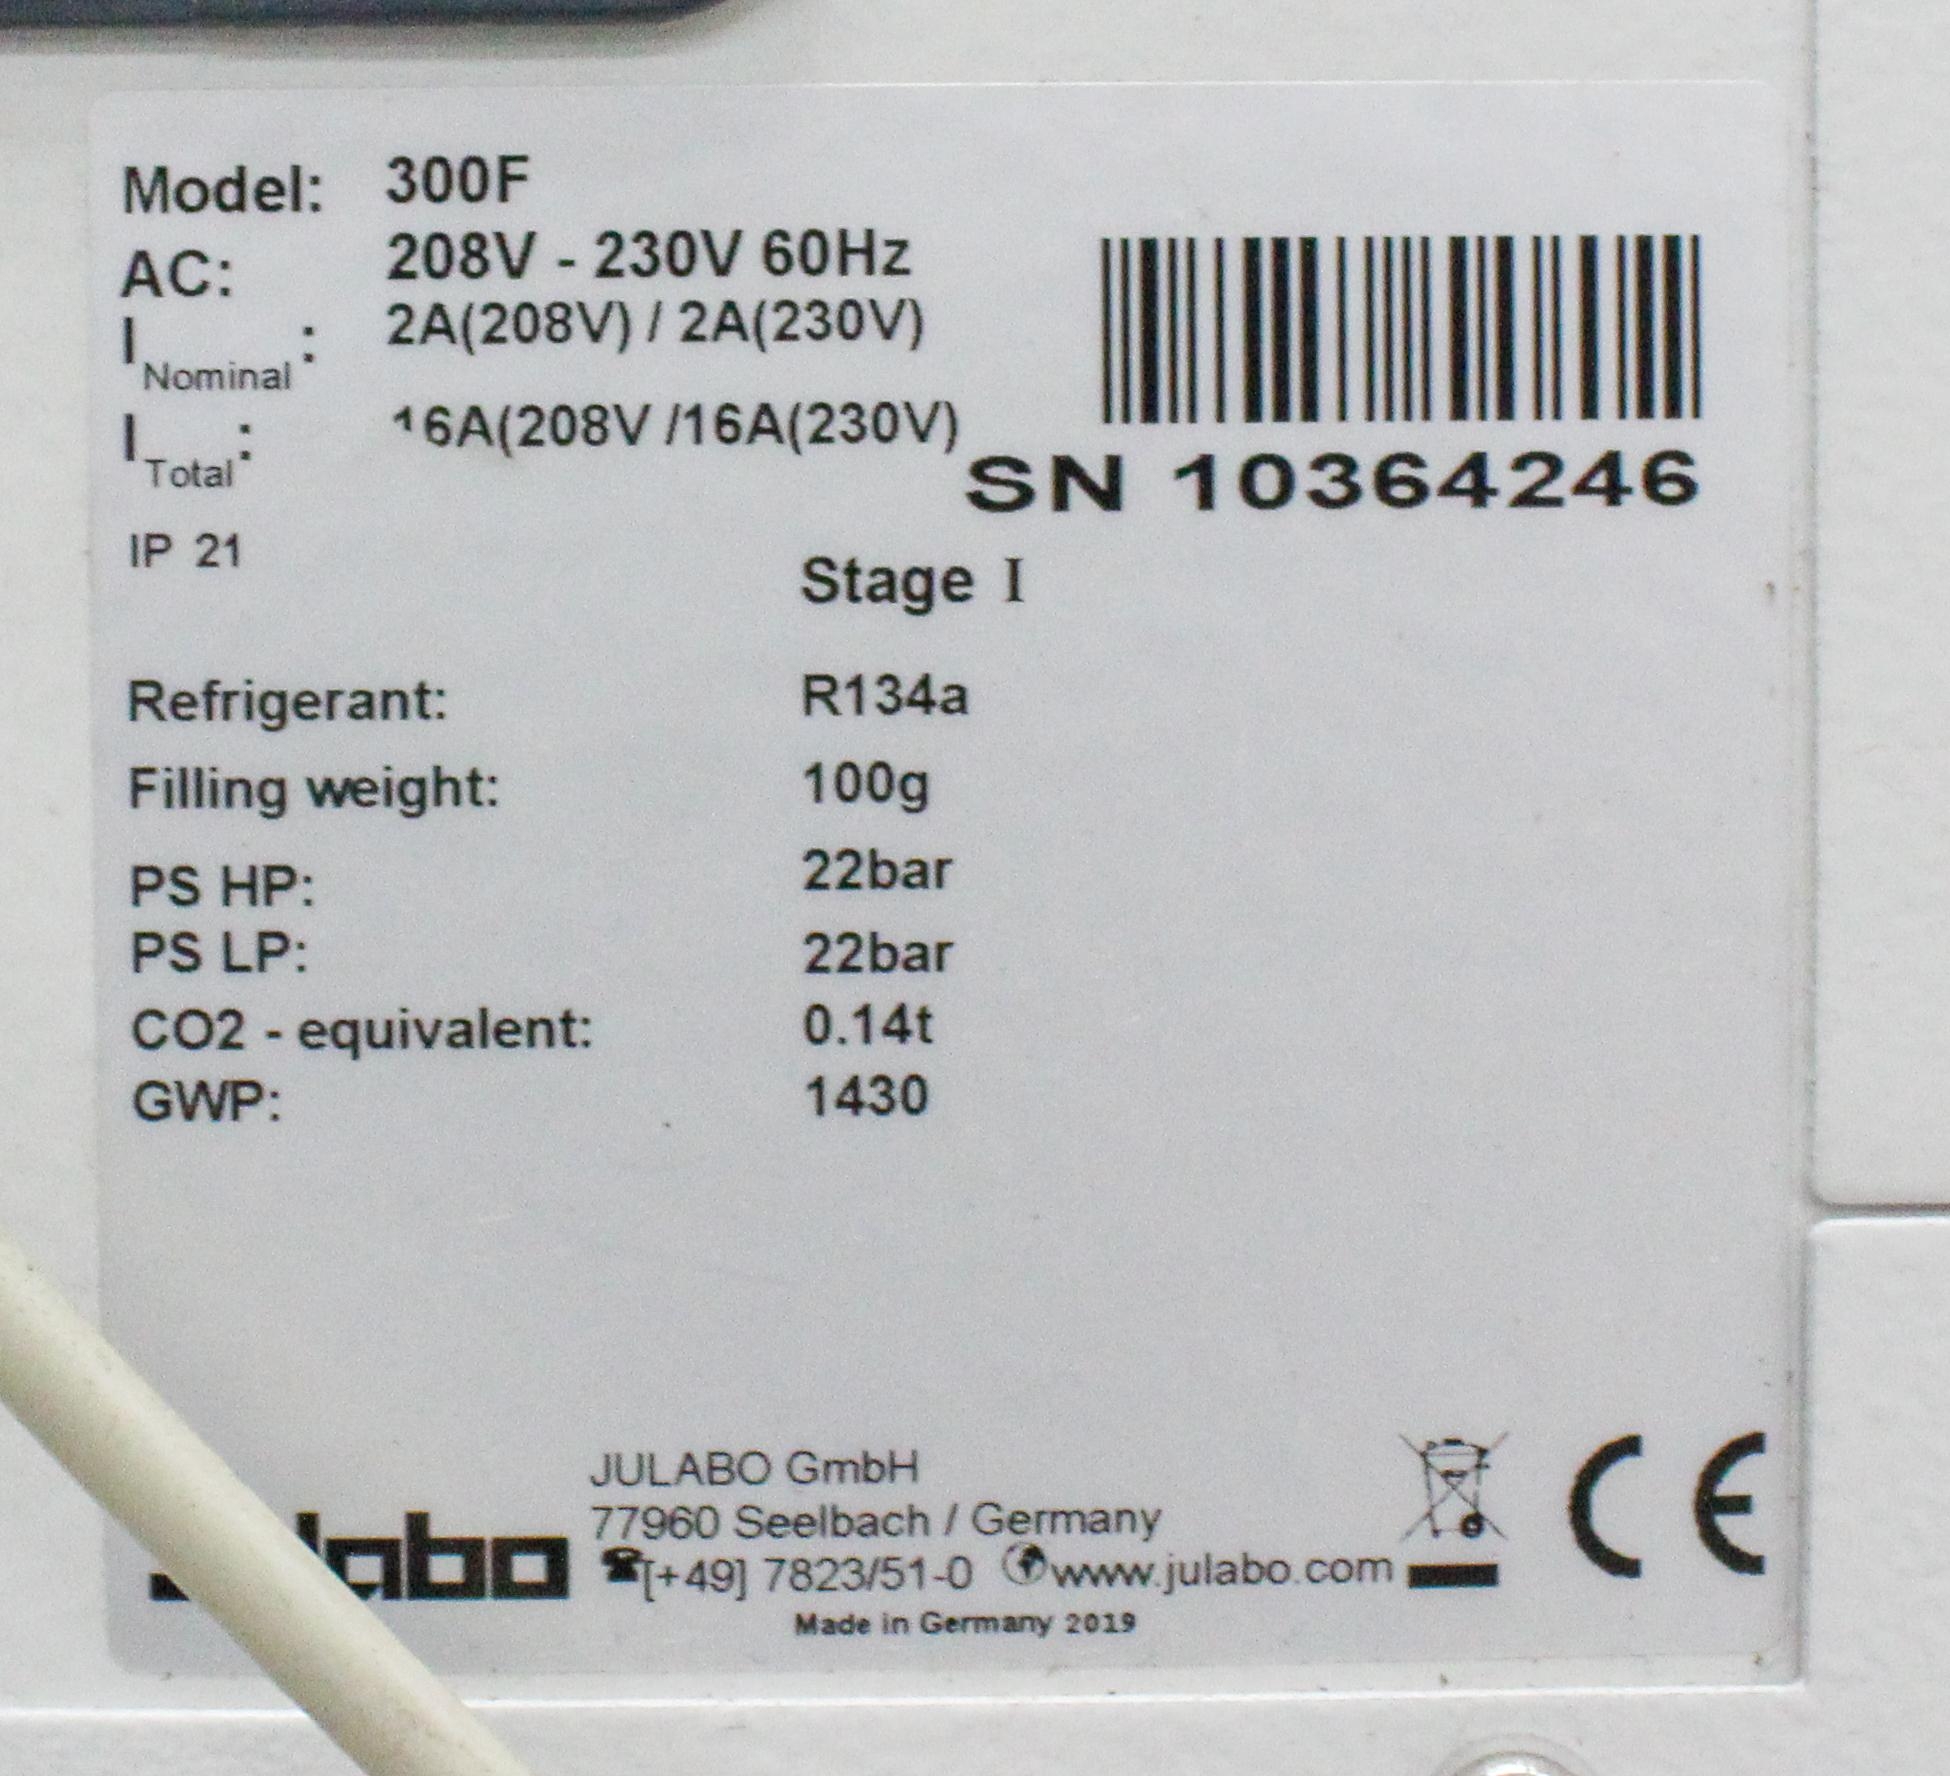 Model: 300F
AC: 208V - 230V 60Hz
I Nominal : 2A(208V) / 2A(230V)
I Total : 16A(208V /16A(230V)
SN 10364246
IP 21
Stage I
Refrigerant: R134a
Filling weight: 100g
PS HP: 22bar
PS LP: 22bar
CO2 - equivalent: 0.14t
GWP: 1430
JULABO GmbH
77960 Seelbach / Germany
[+49] 7823/51-0 www.julabo.com
Made in Germany 2019
CE